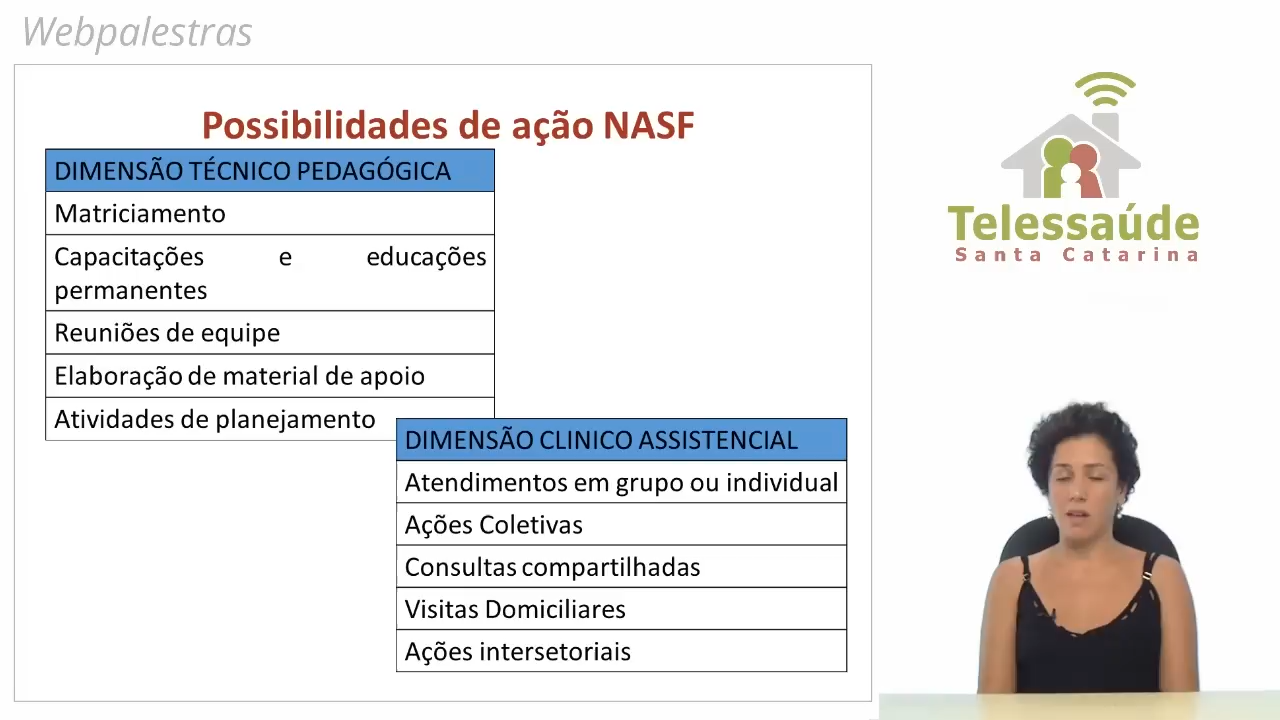 Webpalestras
Possibilidades de ação NASF
DIMENSÃO TÉCNICO PEDAGÓGICA
Matriciamento
Capacitações e educações
permanentes
Reuniões de equipe
Elaboração de material de apoio
Atividades de planejamento
DIMENSÃO CLINICO ASSISTENCIAL
Atendimentos em grupo ou individual
Ações Coletivas
Consultas compartilhadas
Visitas Domiciliares
Ações intersetoriais
Telessaúde
Santa Catarina